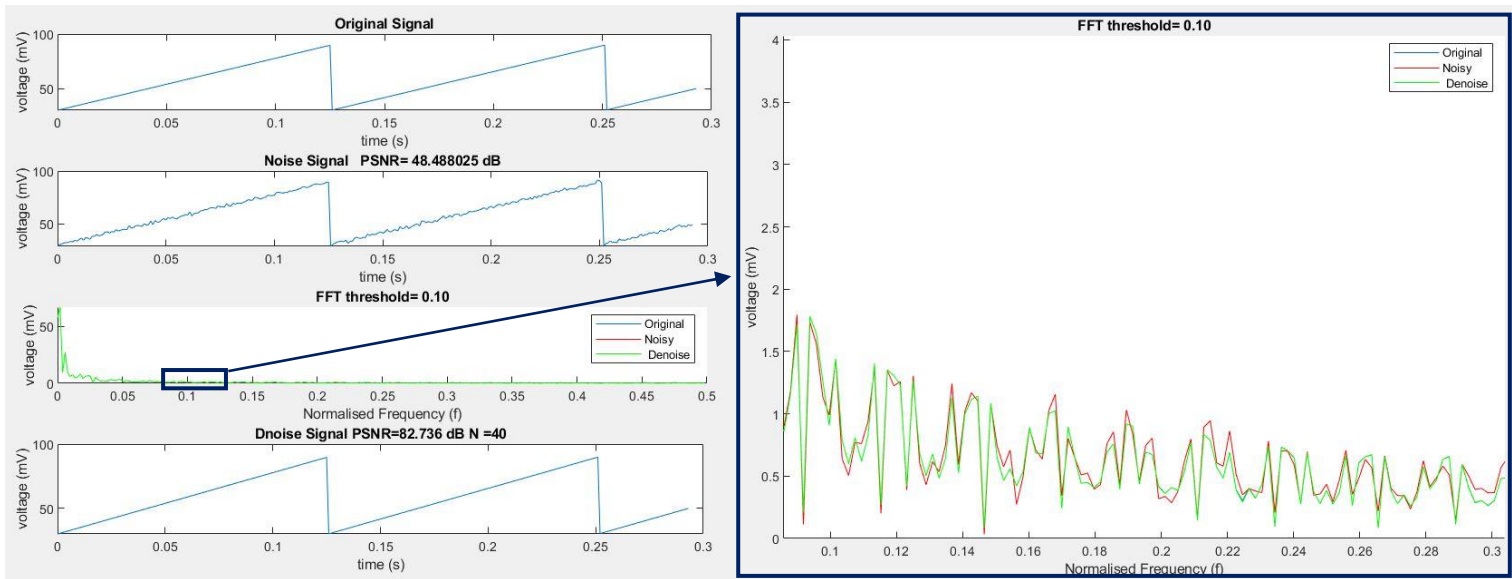 Original Signal
voltage (mV)
100
50
0 0.05 0.1 0.15 0.2 0.25 0.3
time (s)
Noise Signal PSNR= 48.488025 dB
voltage (mV)
100
50
0 0.05 0.1 0.15 0.2 0.25 0.3
time (s)
FFT threshold= 0.10
voltage (mV)
50
0
Original
Noisy
Denoise
0 0.05 0.1 0.15 0.2 0.25 0.3 0.35 0.4 0.45 0.5
Normalised Frequency (f)
Dnoise Signal PSNR=82.736 dB N =40
voltage (mV)
100
50
0 0.05 0.1 0.15 0.2 0.25 0.3
time (s)
FFT threshold= 0.10
Original
Noisy
Denoise
voltage (mV)
4
3.5
3
2.5
2
1.5
1
0.5
0
0.1 0.12 0.14 0.16 0.18 0.2 0.22 0.24 0.26 0.28 0.3
Normalised Frequency (f)